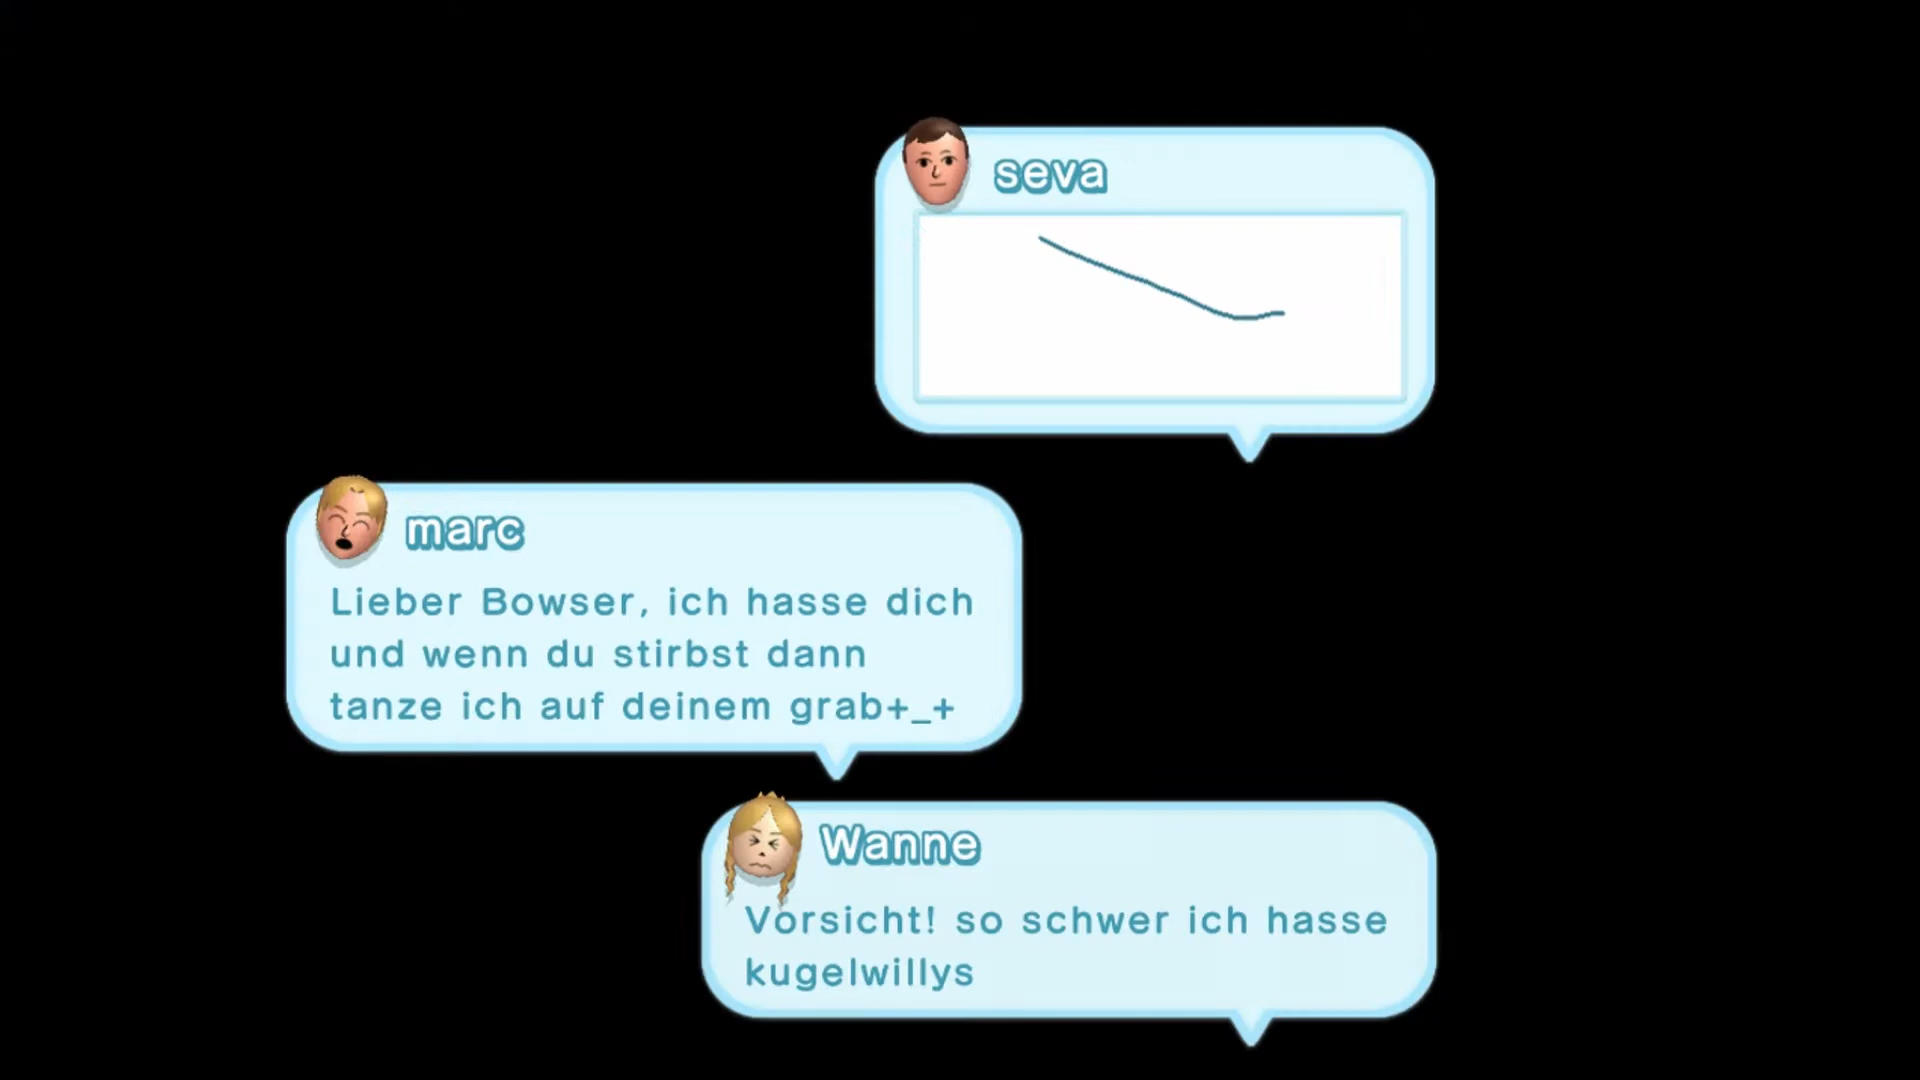 seva
marc
Lieber Bowser, ich hasse dich
und wenn du stirbst dann
tanze ich auf deinem grab+_+
Wanne
Vorsicht! so schwer ich hasse
kugelwillys